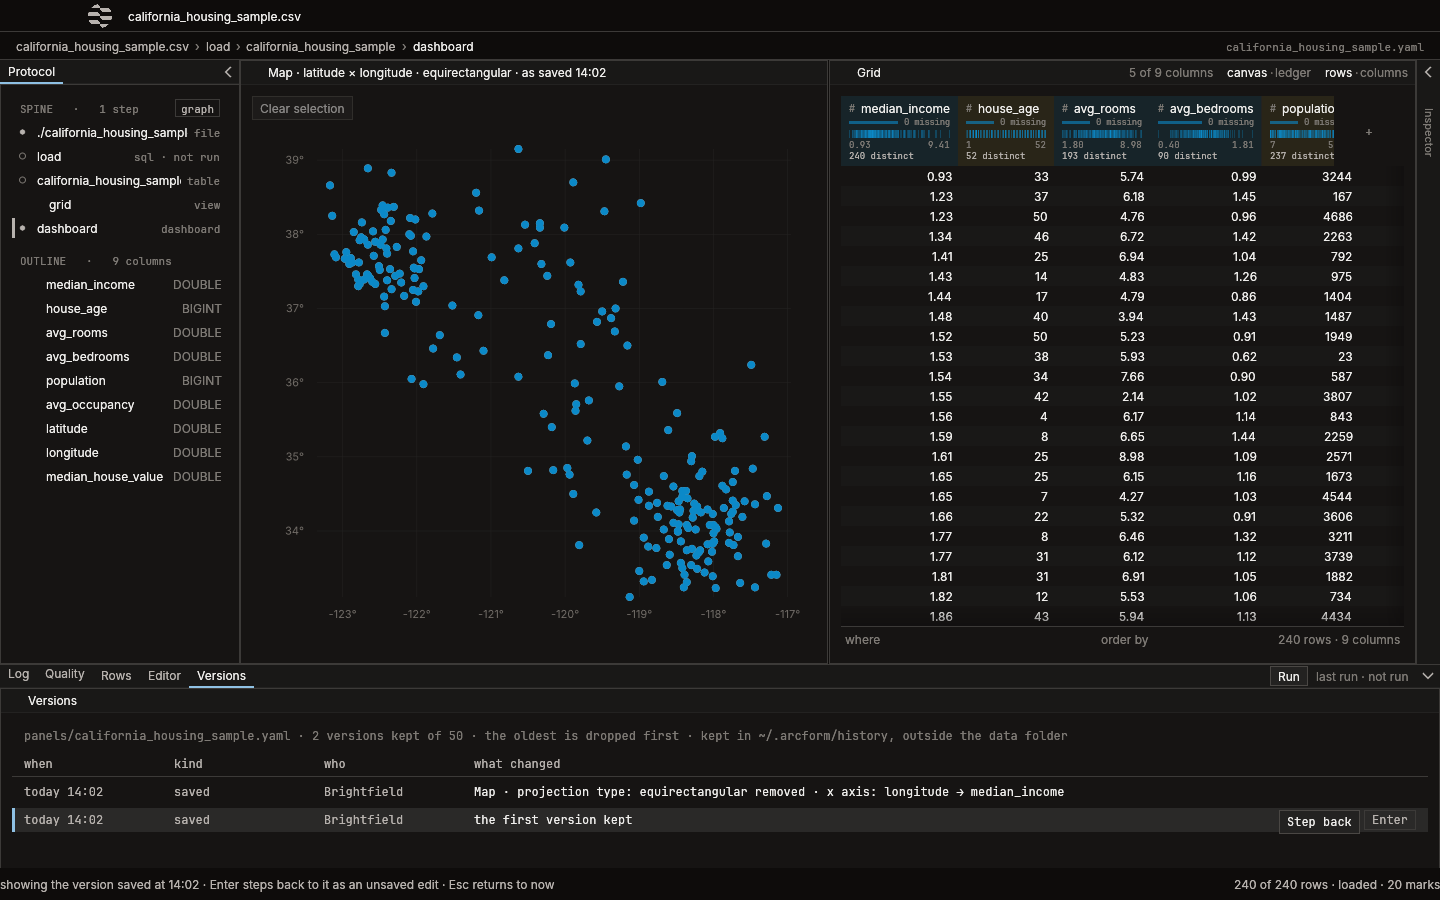 california_housing_sample.csv
california_housing_sample.csv › load › california_housing_sample › dashboard
california_housing_sample.yaml
Protocol
SPINE · 1 step graph
./california_housing_sampl file
load sql · not run
california_housing_sampl table
grid view
dashboard dashboard
OUTLINE · 9 columns
median_income DOUBLE
house_age BIGINT
avg_rooms DOUBLE
avg_bedrooms DOUBLE
population BIGINT
avg_occupancy DOUBLE
latitude DOUBLE
longitude DOUBLE
median_house_value DOUBLE
Map · latitude × longitude · equirectangular · as saved 14:02
Clear selection
39°
38°
37°
36°
35°
34°
-123° -122° -121° -120° -119° -118° -117°
Grid 5 of 9 columns canvas · ledger rows · columns
# median_income # house_age # avg_rooms # avg_bedrooms # populatio
0 missing 0 missing 0 missing 0 missing 0 miss
0.93 9.41 1 52 1.80 8.98 0.40 1.81 7 5
240 distinct 52 distinct 193 distinct 90 distinct 237 distinct
+
0.93 33 5.74 0.99 3244
1.23 37 6.18 1.45 167
1.23 50 4.76 0.96 4686
1.34 46 6.72 1.42 2263
1.41 25 6.94 1.04 792
1.43 14 4.83 1.26 975
1.44 17 4.79 0.86 1404
1.48 40 3.94 1.43 1487
1.52 50 5.23 0.91 1949
1.53 38 5.93 0.62 23
1.54 34 7.66 0.90 587
1.55 42 2.14 1.02 3807
1.56 4 6.17 1.14 843
1.59 8 6.65 1.44 2259
1.61 25 8.98 1.09 2571
1.65 25 6.15 1.16 1673
1.65 7 4.27 1.03 4544
1.66 22 5.32 0.91 3606
1.77 8 6.46 1.32 3211
1.77 31 6.12 1.12 3739
1.81 31 6.91 1.05 1882
1.82 12 5.53 1.06 734
1.86 43 5.94 1.13 4434
where order by 240 rows · 9 columns
Inspector
Log Quality Rows Editor Versions
Run last run · not run
Versions
panels/california_housing_sample.yaml · 2 versions kept of 50 · the oldest is dropped first · kept in ~/.arcform/history, outside the data folder
when kind who what changed
today 14:02 saved Brightfield Map · projection type: equirectangular removed · x axis: longitude → median_income
today 14:02 saved Brightfield the first version kept Step back Enter
showing the version saved at 14:02 · Enter steps back to it as an unsaved edit · Esc returns to now
240 of 240 rows · loaded · 20 marks